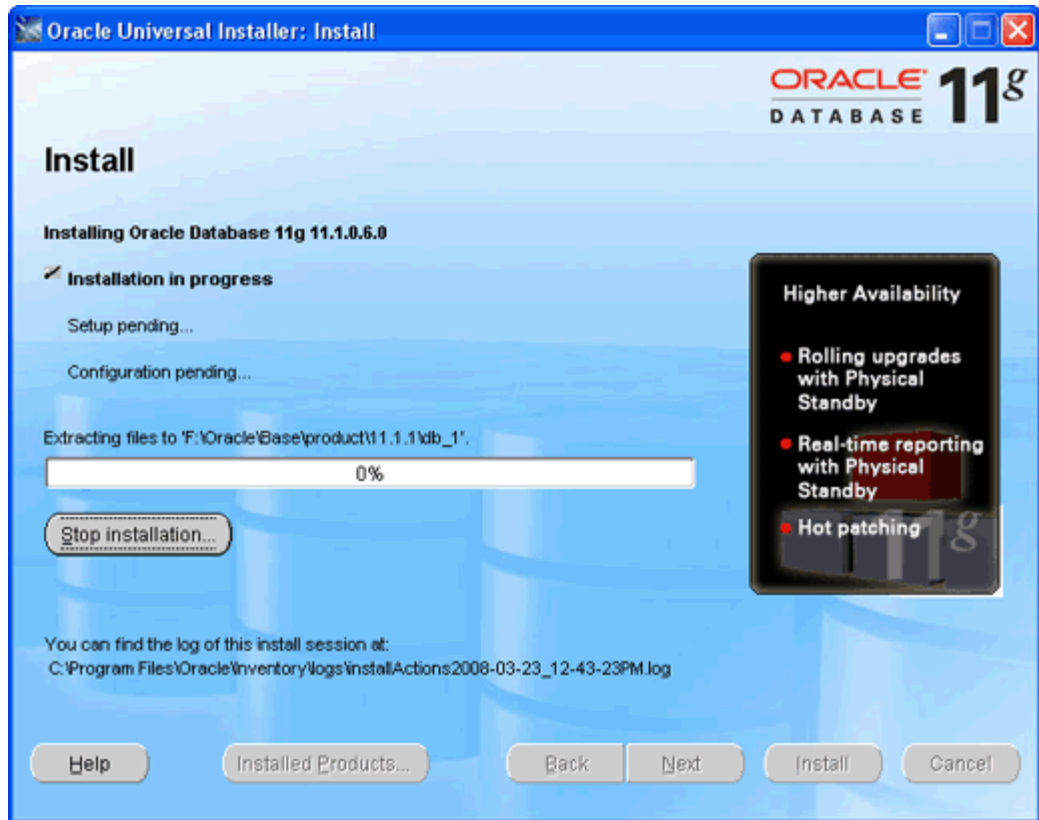 Oracle Universal Installer: Install
ORACLE
DATABASE 11g
Install
Installing Oracle Database 11g 11.1.0.6.0
Installation in progress
Setup pending...
Configuration pending...
Extracting files to 'F:\Oracle\Base\product\11.1.1\db_1'.
0%
Stop installation...
Higher Availability
Rolling upgrades
with Physical
Standby
Real-time reporting
with Physical
Standby
Hot patching
11g
You can find the log of this install session at:
C:\Program Files\Oracle\Inventory\logs\installActions2008-03-23_12-43-23PM.log
Help Installed Products... Back Next Install Cancel